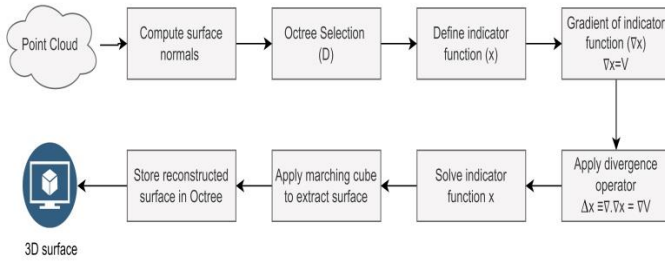 Point Cloud
Compute surface
normals
Octree Selection
(D)
Define indicator
function (x)
Gradient of indicator
function (∇x)
∇x=V
Apply divergence
operator
Δx ≡∇.∇x = ∇V
Solve indicator
function x
Apply marching cube
to extract surface
Store reconstructed
surface in Octree
3D surface